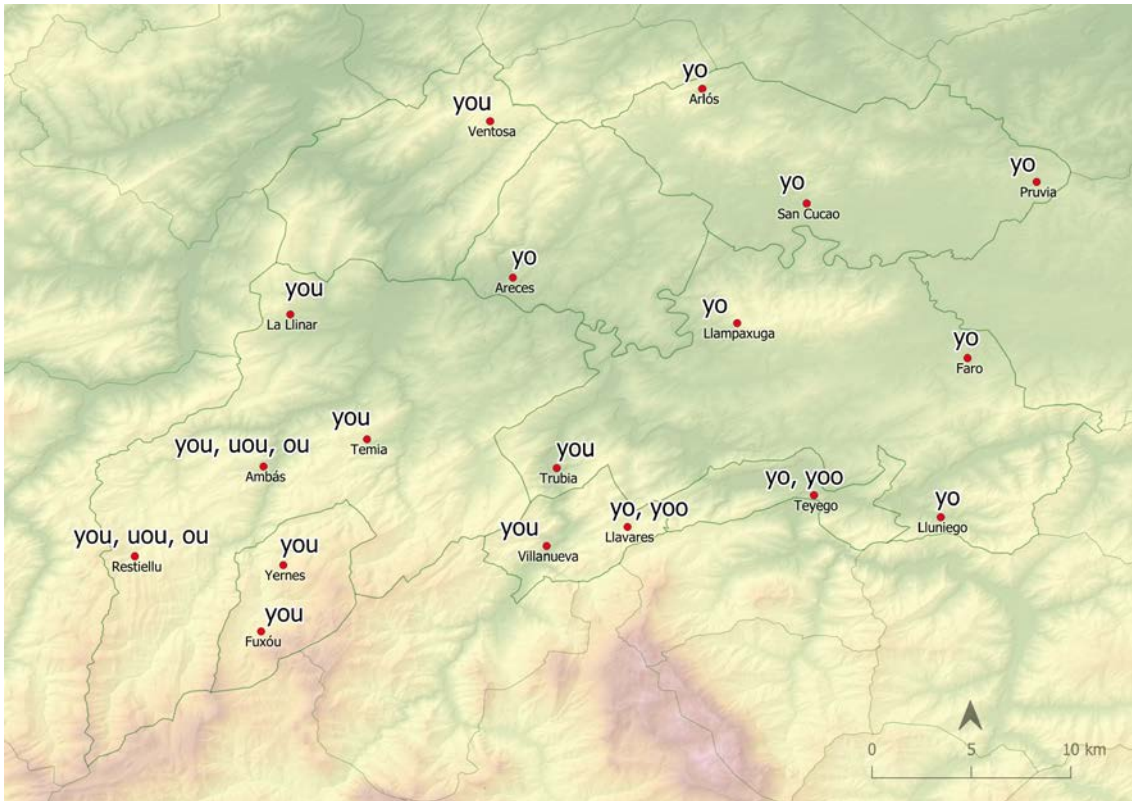 yo
Arlós
you
Ventosa
yo
Pruvia
yo
San Cucao
yo
Areces
you
La Llinar
yo
Llampaxuga
yo
Faro
you
Temia
you, uou, ou
Ambás
you
Trubia
yo, yoo
Teyego
yo
Lluniego
yo, yoo
Llavares
you
Villanueva
you, uou, ou
Restiellu
you
Yernes
you
Fuxóu
0 5 10 km